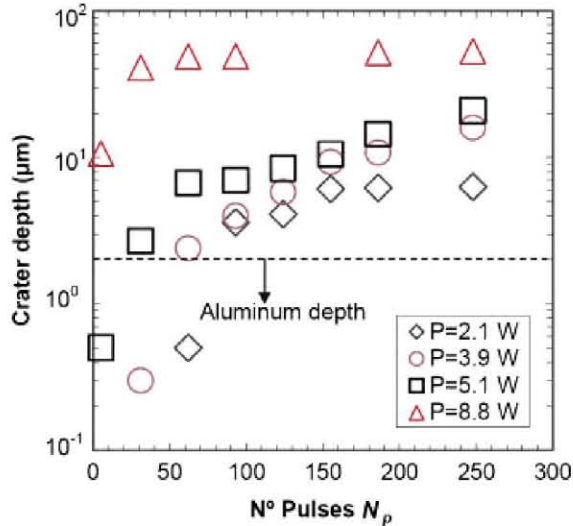 10²
10¹
10⁰
10⁻¹
Crater depth (µm)
Aluminum depth
P=2.1 W
P=3.9 W
P=5.1 W
P=8.8 W
0 50 100 150 200 250 300
Nº Pulses Nₚ